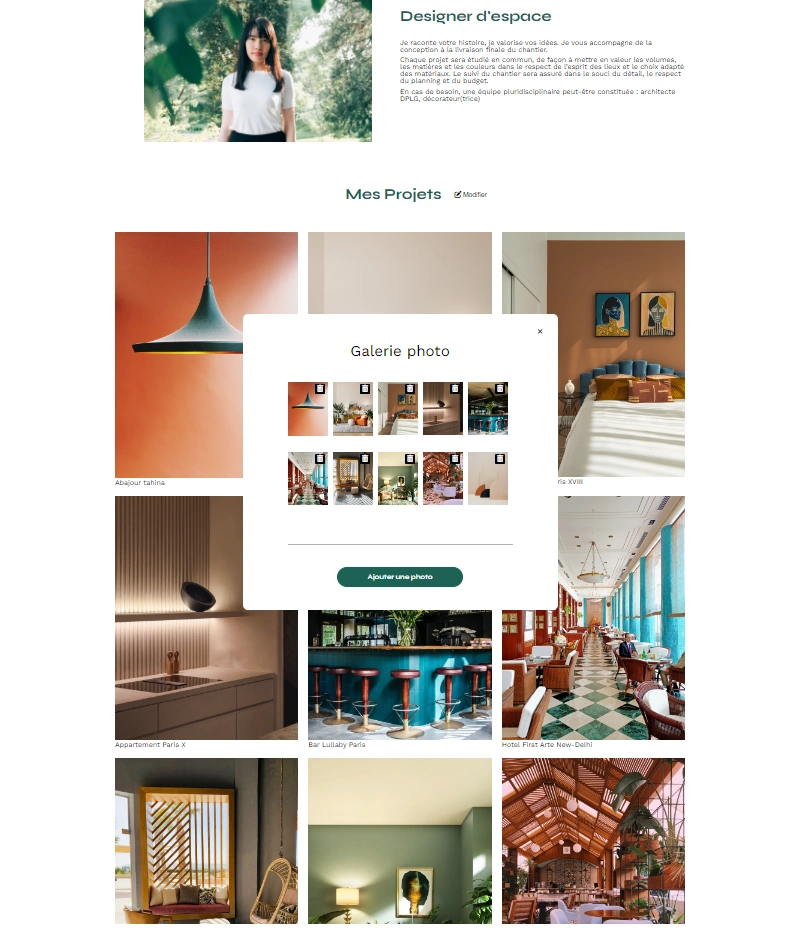 Designer d'espace
Je raconte votre histoire, je valorise vos idées. Je vous accompagne de la
conception à la livraison finale du chantier.
Chaque projet sera étudié en commun, de façon à mettre en valeur les volumes,
les matières et les couleurs dans le respect de l'esprit des lieux et le choix adapté
des matériaux. Le suivi du chantier sera assuré dans le souci du détail, le respect
du planning et du budget.
En cas de besoin, une équipe pluridisciplinaire peut-être constituée : architecte
DPLG, décorateur(trice)
Mes Projets
Modifier
×
Galerie photo
Ajouter une photo
Abajour tahina
ris XVIII
Appartement Paris X
Bar Lullaby Paris
Hotel First Arte New-Delhi